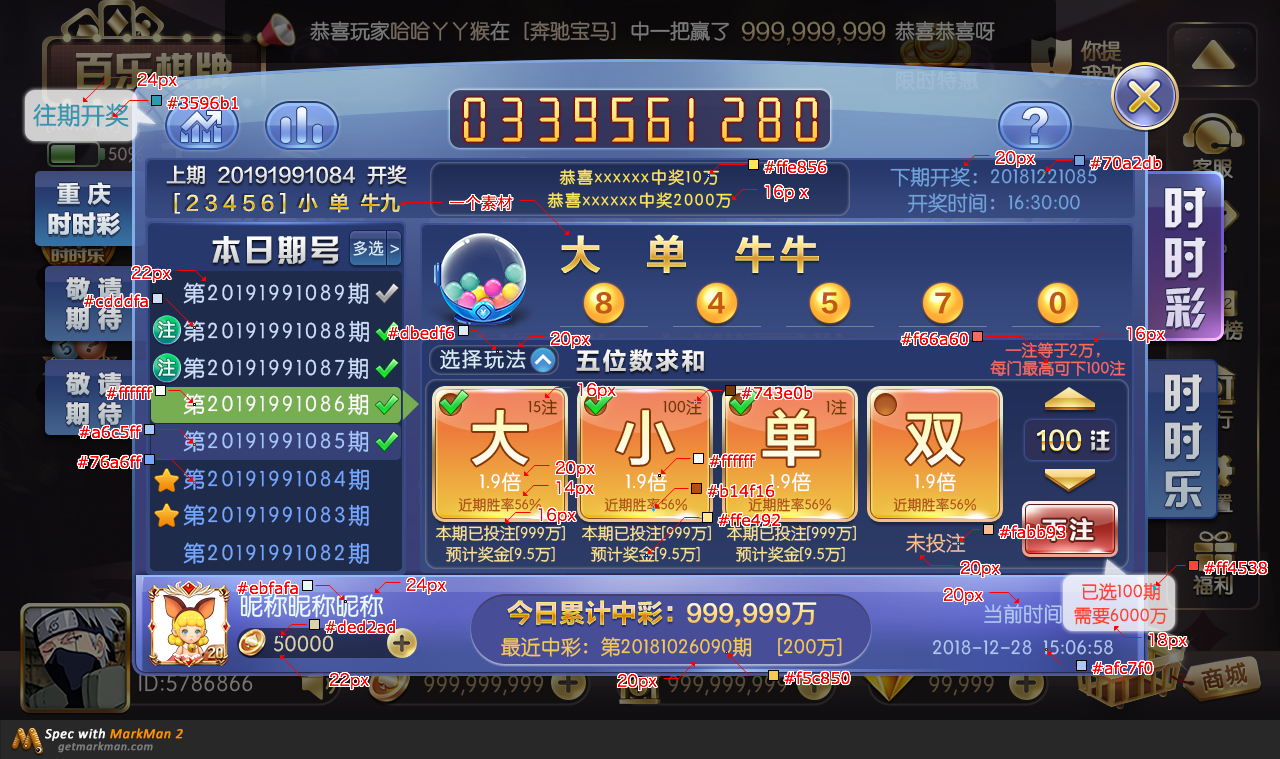 恭喜玩家哈哈丫丫猴在 [奔驰宝马] 中一把赢了 999,999,999 恭喜恭喜呀
百乐棋牌
限时特惠
你提
我改
24px
#3596b1
往期开奖
0339561280
?
50%
客服
上期 20191991084 开奖
[23456] 小 单 牛九
恭喜xxxxxx中奖10万
恭喜xxxxxx中奖2000万
#ffe856
16p x
一个素材
20px
#70a2db
下期开奖：20181221085
开奖时间：16:30:00
重庆
时时彩
时时乐
敬请
期待
敬请
期待
时时彩
时时乐
本日期号
多选 >
22px
#cdddfa
第20191991089期
注 第20191991088期
注 第20191991087期
第20191991086期
第20191991085期
第20191991084期
第20191991083期
第20191991082期
#ffffff
#a6c5ff
#76a6ff
大 单 牛牛
8 4 5 7 0
#dbedf6
20px
#f66a60
16px
选择玩法
五位数求和
一注等于2万，
每门最高可下100注
16px
#743e0b
15注
大
1.9倍
近期胜率56%
100注
小
1.9倍
近期胜率56%
1注
单
1.9倍
近期胜率56%
双
1.9倍
近期胜率56%
20px
14px
16px
#ffffff
#b14f16
#ffe492
100 注
本期已投注[999万]
预计奖金[9.5万]
本期已投注[999万]
预计奖金[9.5万]
本期已投注[999万]
预计奖金[9.5万]
未投注
#fabb93
20px
#ff4538
福利
#ebfafa
24px
昵称昵称昵称
#ded2ad
50000
20
22px
今日累计中彩：999,999万
最近中彩：第20181026090期 [200万]
20px
#f5c850
20px
当前时间
已选100期
需要6000万
18px
2018-12-28 15:06:58
#afc7f0
ID:5786866
999,999,999
999,999,999
99,999
商城
Spec with MarkMan 2
getmarkman.com